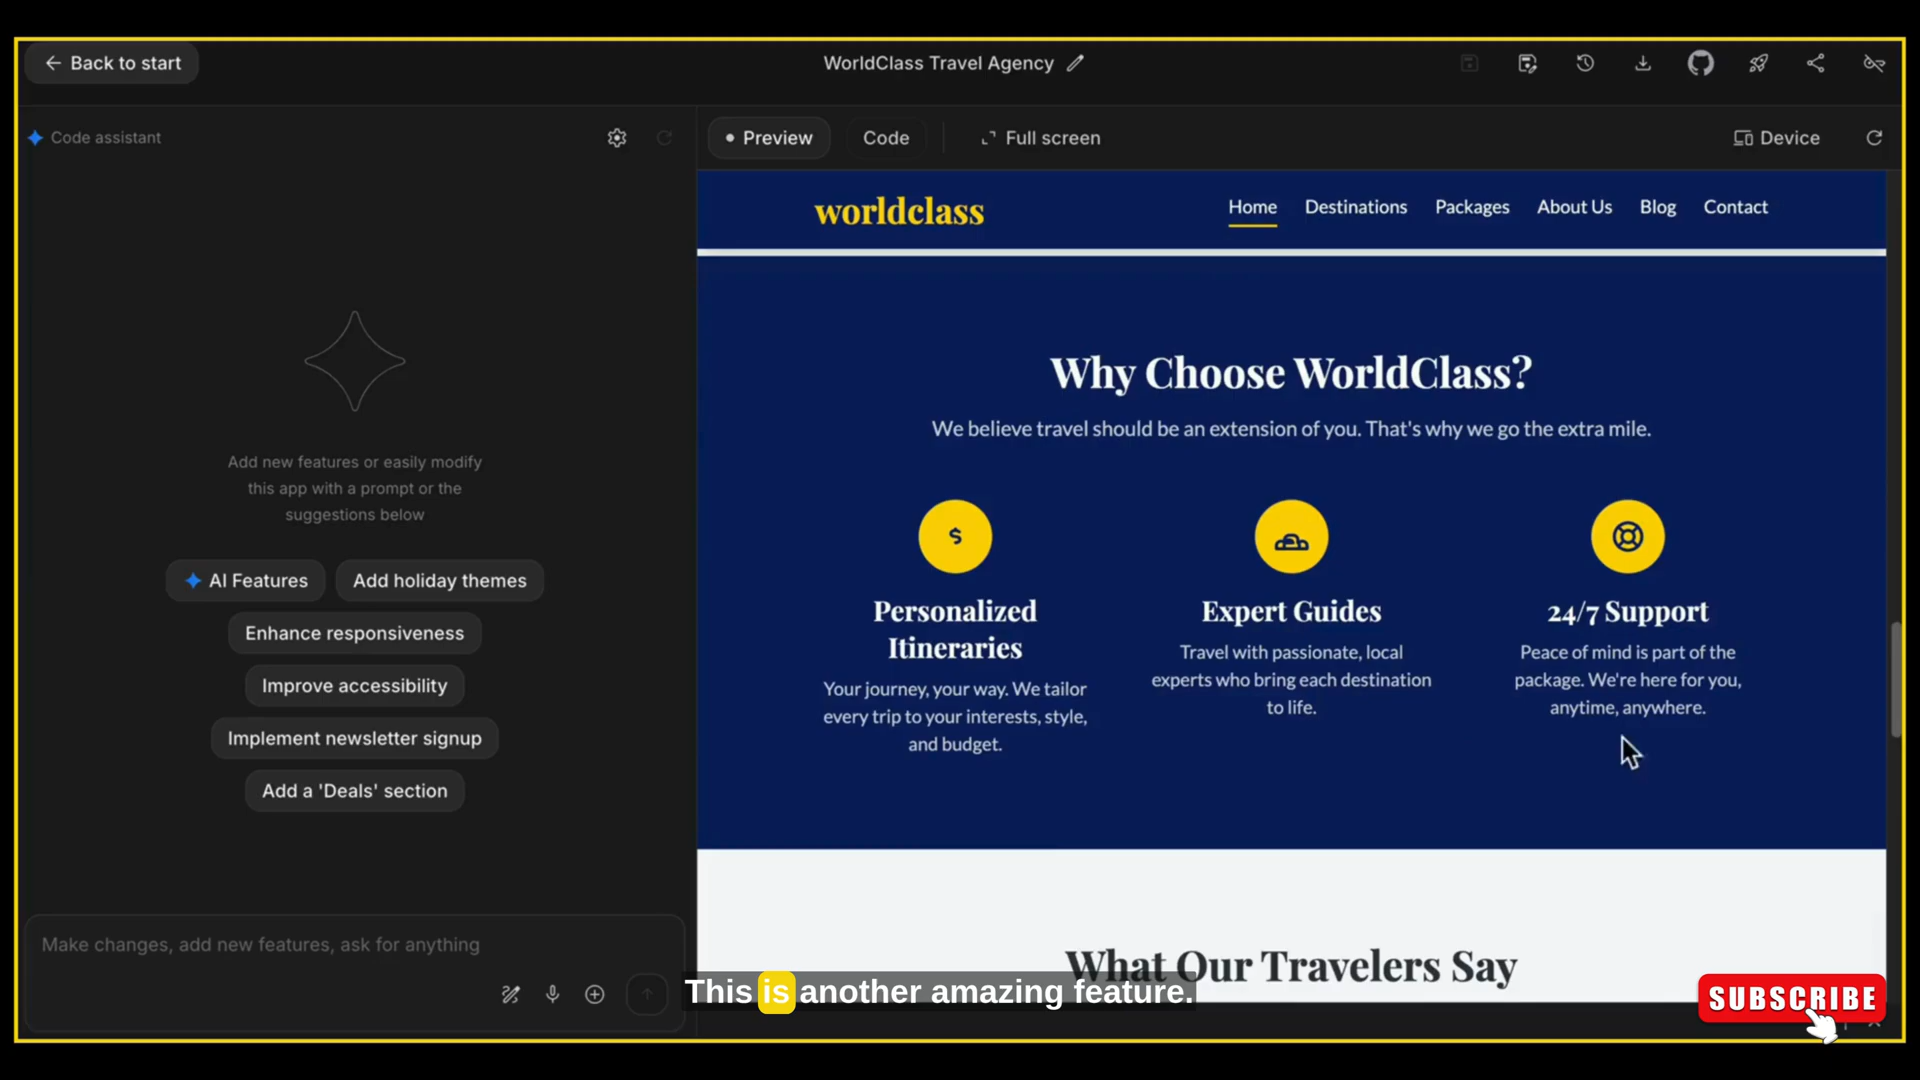 Back to start
WorldClass Travel Agency
Code assistant
Preview
Code
Full screen
Device
worldclass
Home
Destinations
Packages
About Us
Blog
Contact
Why Choose WorldClass?
We believe travel should be an extension of you. That's why we go the extra mile.
$
Personalized
Itineraries
Your journey, your way. We tailor
every trip to your interests, style,
and budget.
Expert Guides
Travel with passionate, local
experts who bring each destination
to life.
24/7 Support
Peace of mind is part of the
package. We're here for you,
anytime, anywhere.
Add new features or easily modify
this app with a prompt or the
suggestions below
AI Features
Add holiday themes
Enhance responsiveness
Improve accessibility
Implement newsletter signup
Add a 'Deals' section
Make changes, add new features, ask for anything
What Our Travelers Say
This is another amazing feature.
SUBSCRIBE